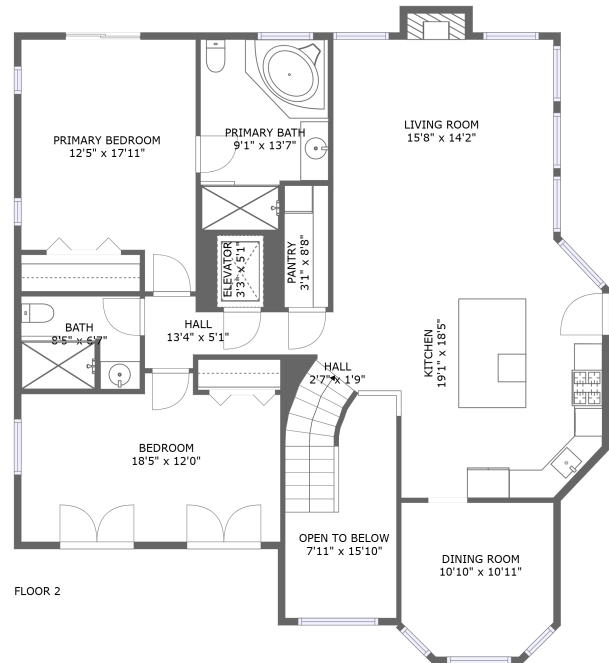 PRIMARY BEDROOM
12'5" x 17'11"
PRIMARY BATH
9'1" x 13'7"
LIVING ROOM
15'8" x 14'2"
ELEVATOR
3'3" x 5'1"
PANTRY
3'1" x 8'8"
BATH
8'5" x 6'7"
HALL
13'4" x 5'1"
HALL
2'7" x 1'9"
KITCHEN
19'1" x 18'5"
BEDROOM
18'5" x 12'0"
OPEN TO BELOW
7'11" x 15'10"
DINING ROOM
10'10" x 10'11"
FLOOR 2